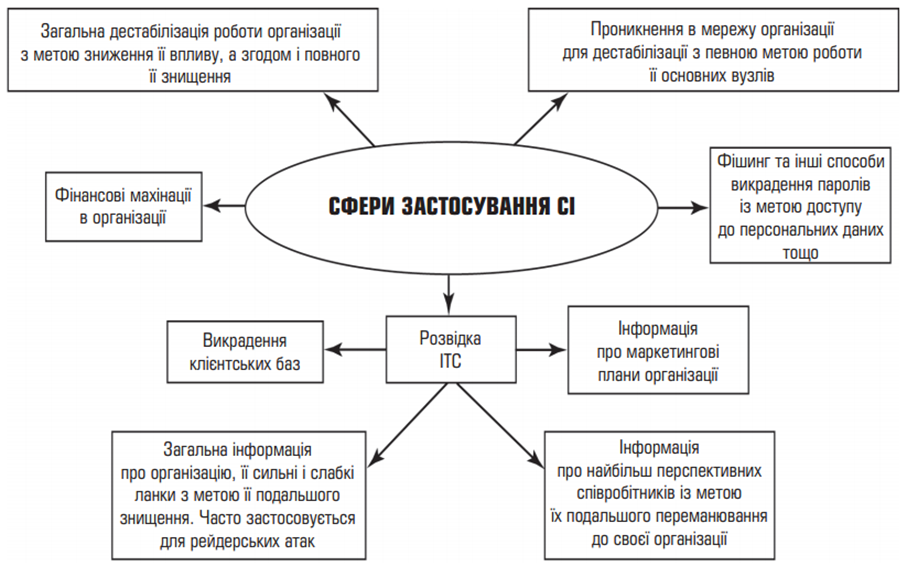 Загальна дестабілізація роботи організації
з метою зниження її впливу, а згодом і повного
її знищення
Проникнення в мережу організації
для дестабілізації з певною метою роботи
її основних вузлів
Фінансові махінації
в організації
СФЕРИ ЗАСТОСУВАННЯ СІ
Фішинг та інші способи
викрадення паролів
із метою доступу
до персональних даних
тощо
Викрадення
клієнтських баз
Розвідка
ІТС
Інформація
про маркетингові
плани організації
Загальна інформація
про організацію, її сильні і слабкі
ланки з метою її подальшого
знищення. Часто застосовується
для рейдерських атак
Інформація
про найбільш перспективних
співробітників із метою
їх подальшого переманювання
до своєї організації